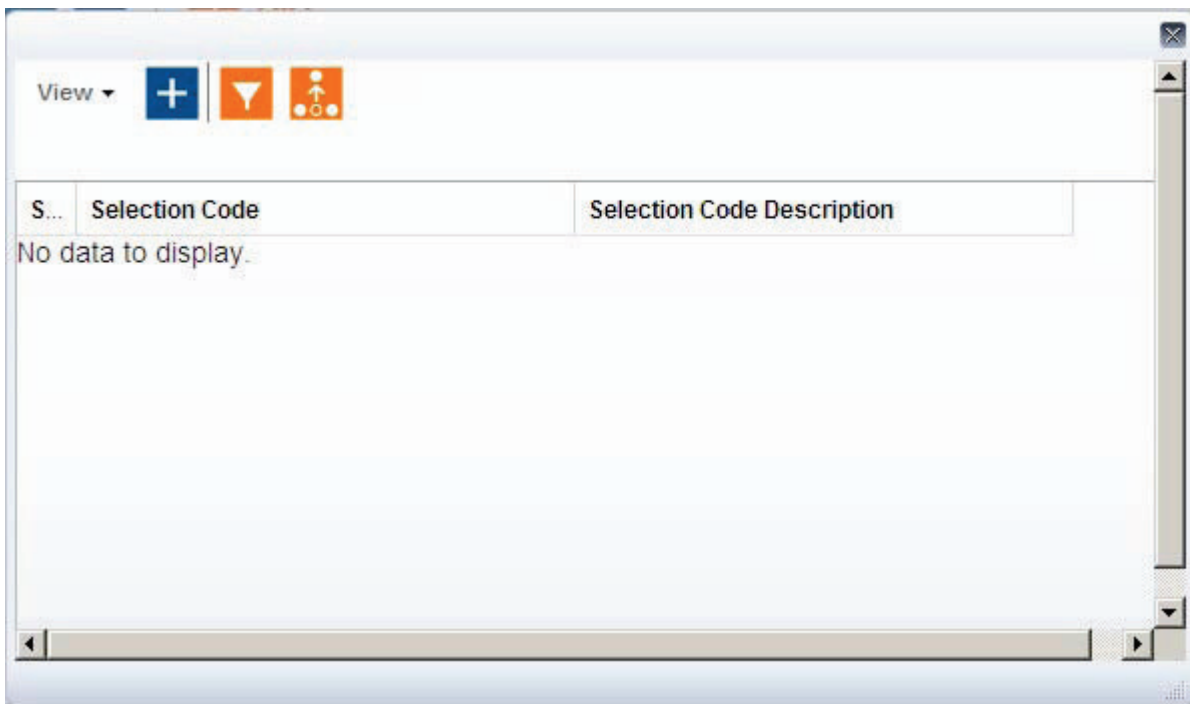 View
S... Selection Code Selection Code Description
No data to display.